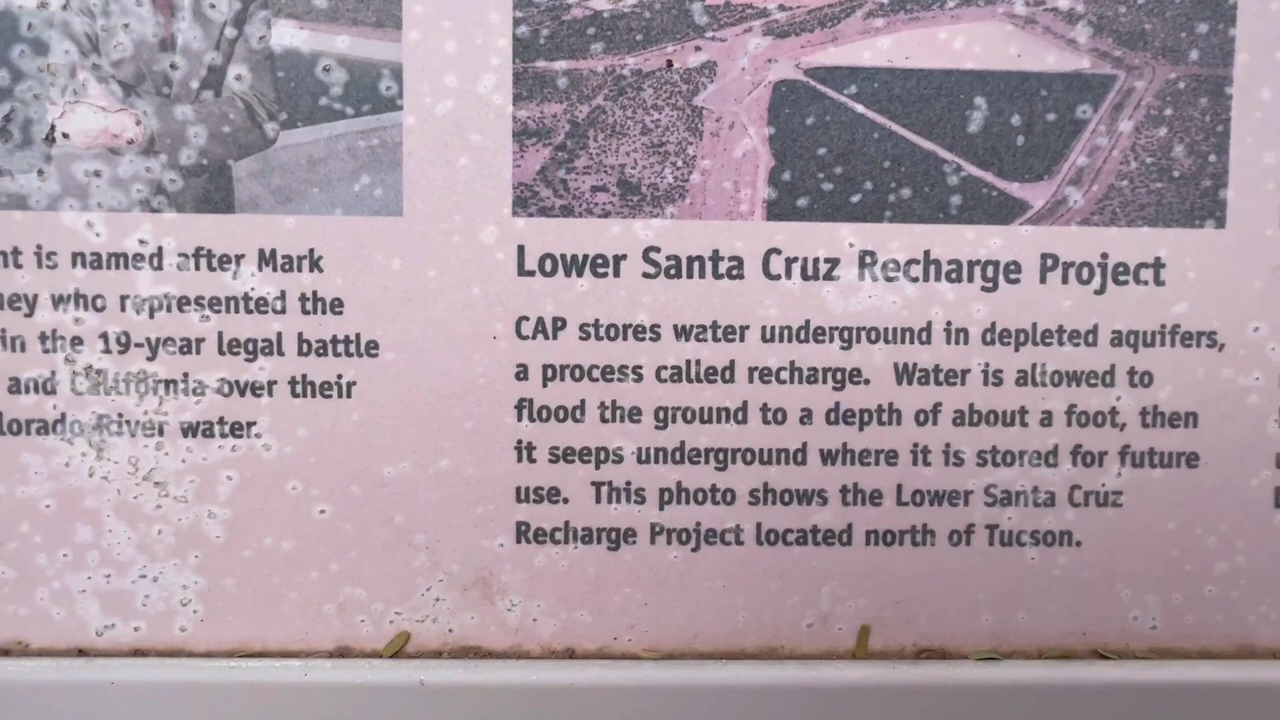 is named after Mark
who represented the
in the 19-year legal battle
and California over their
River water.
Lower Santa Cruz Recharge Project
CAP stores water underground in depleted aquifers,
a process called recharge. Water is allowed to
flood the ground to a depth of about a foot, then
it seeps underground where it is stored for future
use. This photo shows the Lower Santa Cruz
Recharge Project located north of Tucson.